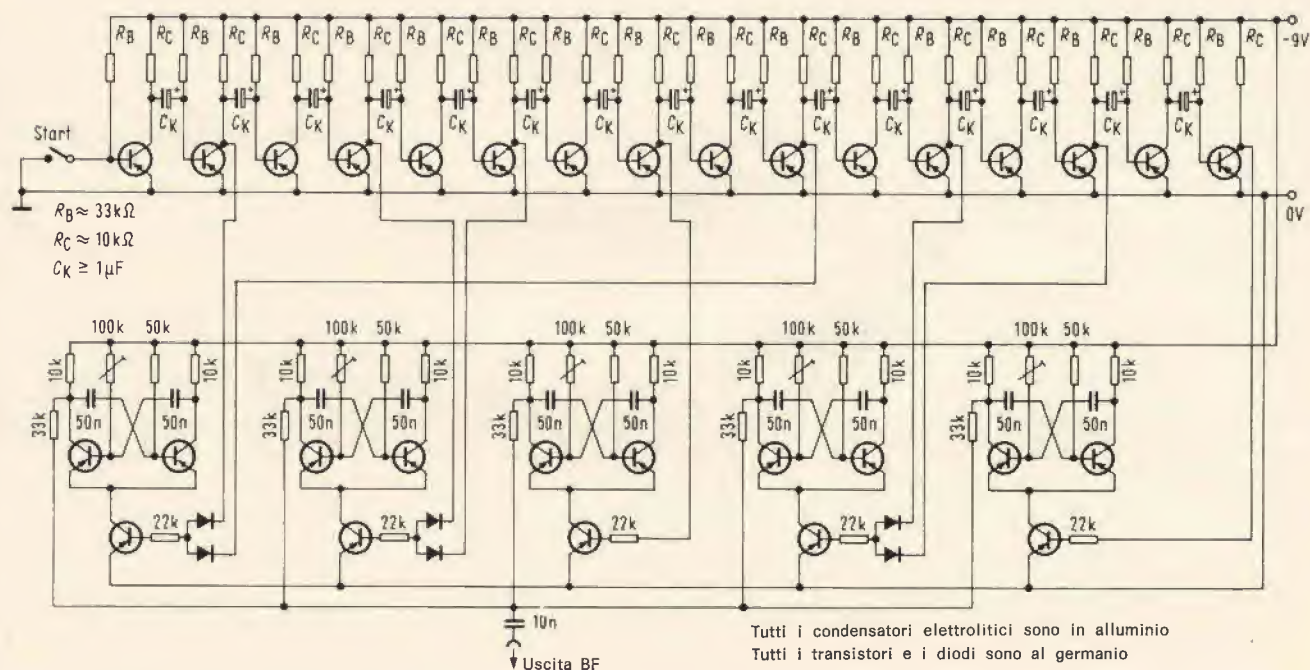 R_B R_C R_B R_C R_B R_C R_B R_C R_B R_C R_B R_C R_B R_C R_B R_C R_B R_C R_B R_C R_B R_C R_B R_C R_B R_C R_B R_C R_B R_C R_B R_C -9V
+ + + + + + + + + + + + + + +
C_K C_K C_K C_K C_K C_K C_K C_K C_K C_K C_K C_K C_K C_K C_K
Start
0V
R_B ≈ 33kΩ
R_C ≈ 10kΩ
C_K ≥ 1µF
100k 50k 100k 50k 100k 50k 100k 50k 100k 50k
10k 10k 10k 10k 10k 10k 10k 10k 10k 10k
33k 50n 50n 33k 50n 50n 33k 50n 50n 33k 50n 50n 33k 50n 50n
22k 22k 22k 22k 22k
10n
Uscita BF
Tutti i condensatori elettrolitici sono in alluminio
Tutti i transistori e i diodi sono al germanio